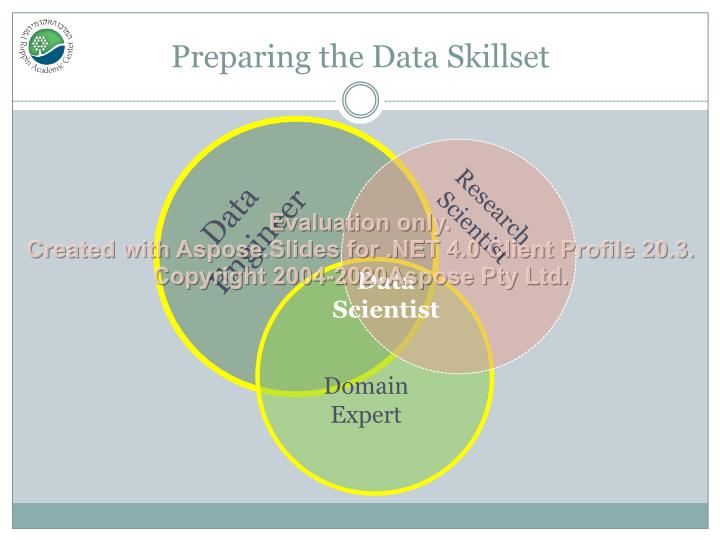 המרכז האקדמי רופין
Ruppin Academic Center
Preparing the Data Skillset
Data
Engineer
Research
Scientist
Evaluation only.
Created with Aspose.Slides for .NET 4.0 Client Profile 20.3.
Copyright 2004-2020Aspose Pty Ltd.
Data
Scientist
Domain
Expert